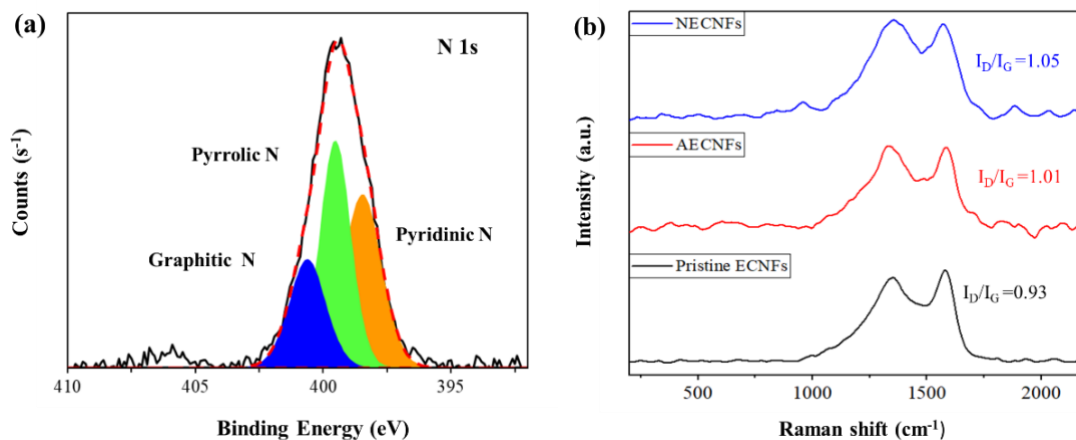 (a)
N 1s
Pyrrolic N
Pyridinic N
Graphitic N
Counts (s⁻¹)
410
405
400
395
Binding Energy (eV)
(b)
NECNFs
I_D/I_G=1.05
AECNFs
I_D/I_G=1.01
Pristine ECNFs
I_D/I_G=0.93
Intensity (a.u.)
500
1000
1500
2000
Raman shift (cm⁻¹)